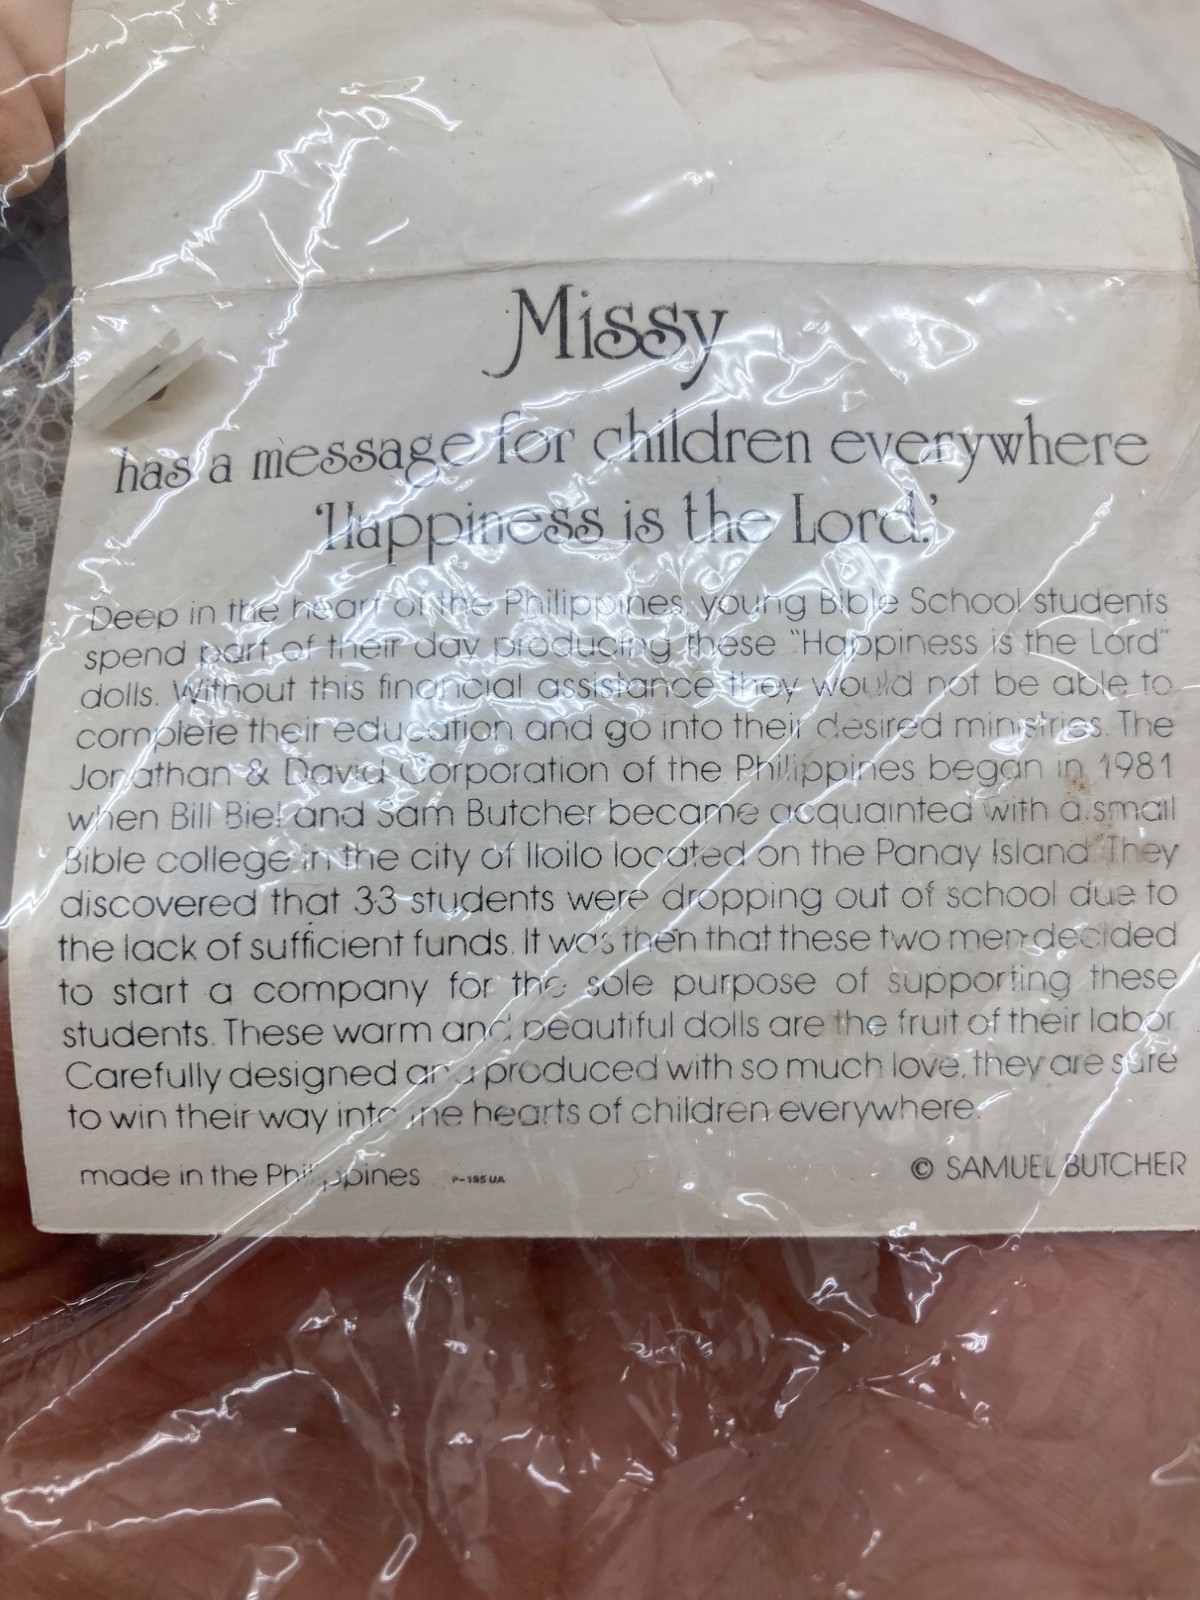 Missy
has a message for children everywhere
'Happiness is the Lord.'
Deep in the heart of the Philippines, young Bible School students
spend part of their day producing these "Happiness is the Lord"
dolls. Without this financial assistance they would not be able to
complete their education and go into their desired ministries. The
Jonathan & David Corporation of the Philippines began in 1981
when Bill Biel and Sam Butcher became acquainted with a small
Bible college in the city of Iloilo located on the Panay Island. They
discovered that 33 students were dropping out of school due to
the lack of sufficient funds. It was then that these two men decided
to start a company for the sole purpose of supporting these
students. These warm and beautiful dolls are the fruit of their labor.
Carefully designed and produced with so much love, they are sure
to win their way into the hearts of children everywhere.
made in the Philippines P-185 UA © SAMUEL BUTCHER